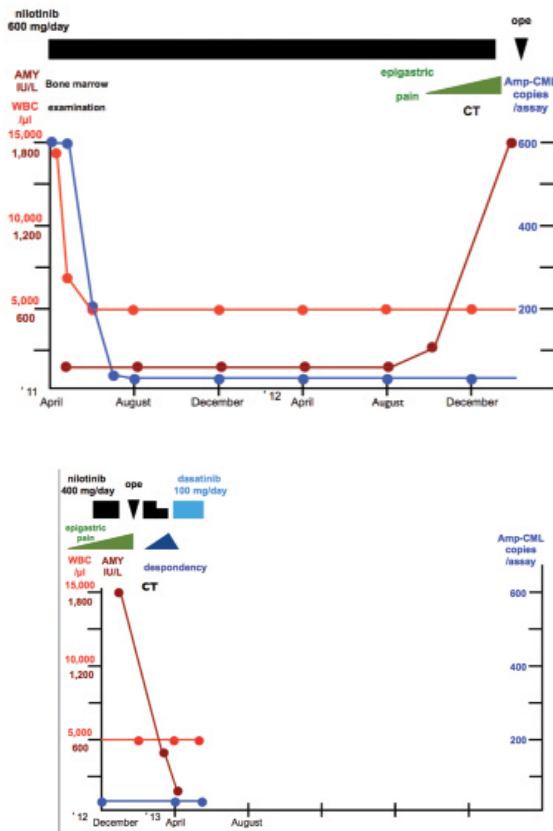 nilotinib
600 mg/day
ope
AMY
IU/L
Bone marrow
examination
WBC
/µl
epigastric
pain
CT
Amp-CML
copies
/assay
15,000
1,800
10,000
1,200
5,000
600
600
400
200
' 11
April
August
December
' 12
April
August
December
nilotinib
400 mg/day
ope
dasatinib
100 mg/day
epigastric
pain
despondency
WBC
/µl
AMY
IU/L
CT
Amp-CML
copies
/assay
15,000
1,800
10,000
1,200
5,000
600
600
400
200
' 12
December
' 13
April
August